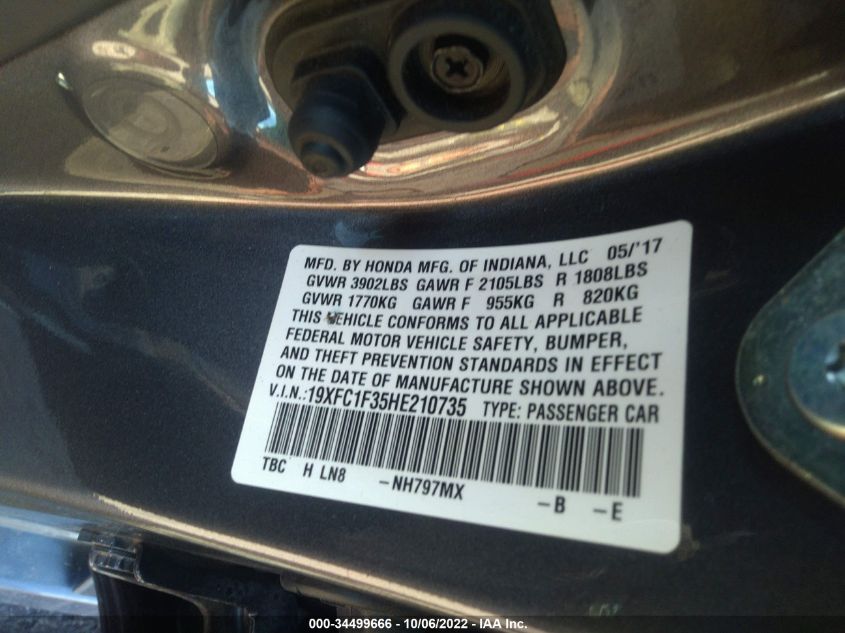 MFD. BY HONDA MFG. OF INDIANA, LLC 05/'17
GVWR 3902LBS GAWR F 2105LBS R 1808LBS
GVWR 1770KG GAWR F 955KG R 820KG
THIS VEHICLE CONFORMS TO ALL APPLICABLE
FEDERAL MOTOR VEHICLE SAFETY, BUMPER,
AND THEFT PREVENTION STANDARDS IN EFFECT
ON THE DATE OF MANUFACTURE SHOWN ABOVE.
V.I.N.:19XFC1F35HE210735 TYPE: PASSENGER CAR
TBC H LN8 -NH797MX -B -E
000-34499666 - 10/06/2022 - IAA Inc.